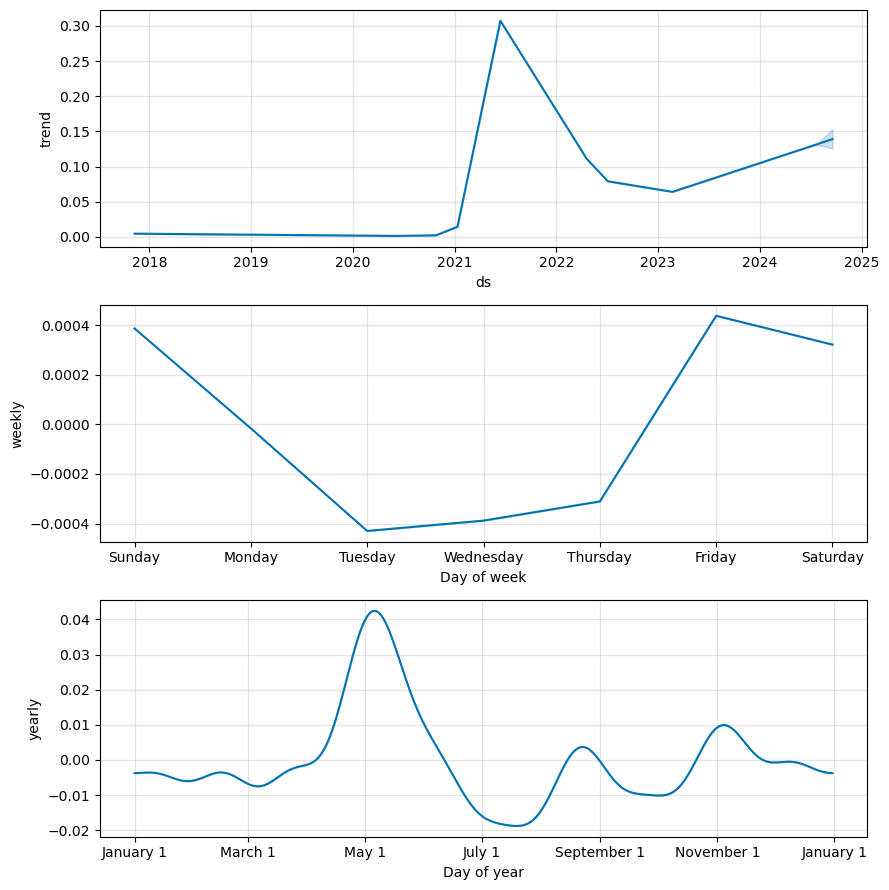 0.30
0.25
0.20
0.15
0.10
0.05
0.00
trend
2018 2019 2020 2021 2022 2023 2024 2025
ds
0.0004
0.0002
0.0000
−0.0002
−0.0004
weekly
Sunday Monday Tuesday Wednesday Thursday Friday Saturday
Day of week
0.04
0.03
0.02
0.01
0.00
−0.01
−0.02
yearly
January 1 March 1 May 1 July 1 September 1 November 1 January 1
Day of year